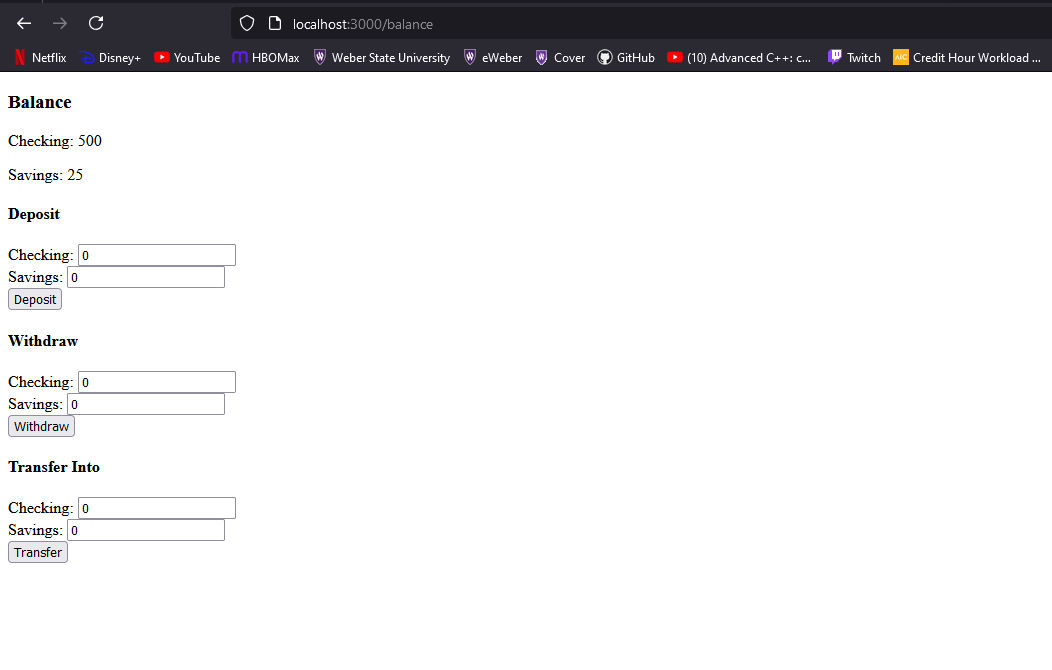 localhost:3000/balance
Netflix Disney+ YouTube HBOMax Weber State University eWeber Cover GitHub (10) Advanced C++: c... Twitch AIC Credit Hour Workload ...
Balance
Checking: 500
Savings: 25
Deposit
Checking: 0
Savings: 0
Deposit
Withdraw
Checking: 0
Savings: 0
Withdraw
Transfer Into
Checking: 0
Savings: 0
Transfer